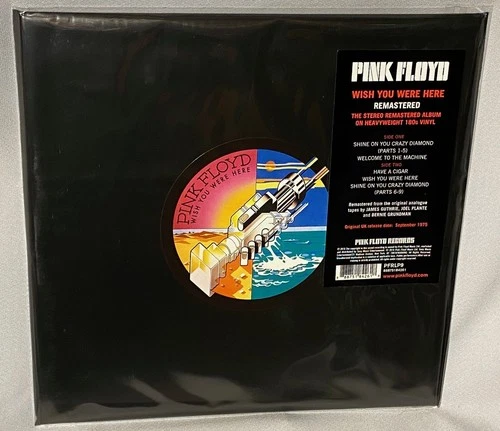 PINK FLOYD
WISH YOU WERE HERE
REMASTERED
THE STEREO REMASTERED ALBUM
ON HEAVYWEIGHT 180G VINYL
SIDE ONE
SHINE ON YOU CRAZY DIAMOND
(PARTS 1-5)
WELCOME TO THE MACHINE
SIDE TWO
HAVE A CIGAR
WISH YOU WERE HERE
SHINE ON YOU CRAZY DIAMOND
(PARTS 6-9)
Remastered from the original analogue
tapes by JAMES GUTHRIE, JOEL PLANTE
and BERNIE GRUNDMAN
Original UK release date: September 1975
PINK FLOYD RECORDS
PFRLP9
www.pinkfloyd.com
PINK FLOYD
WISH YOU WERE HERE